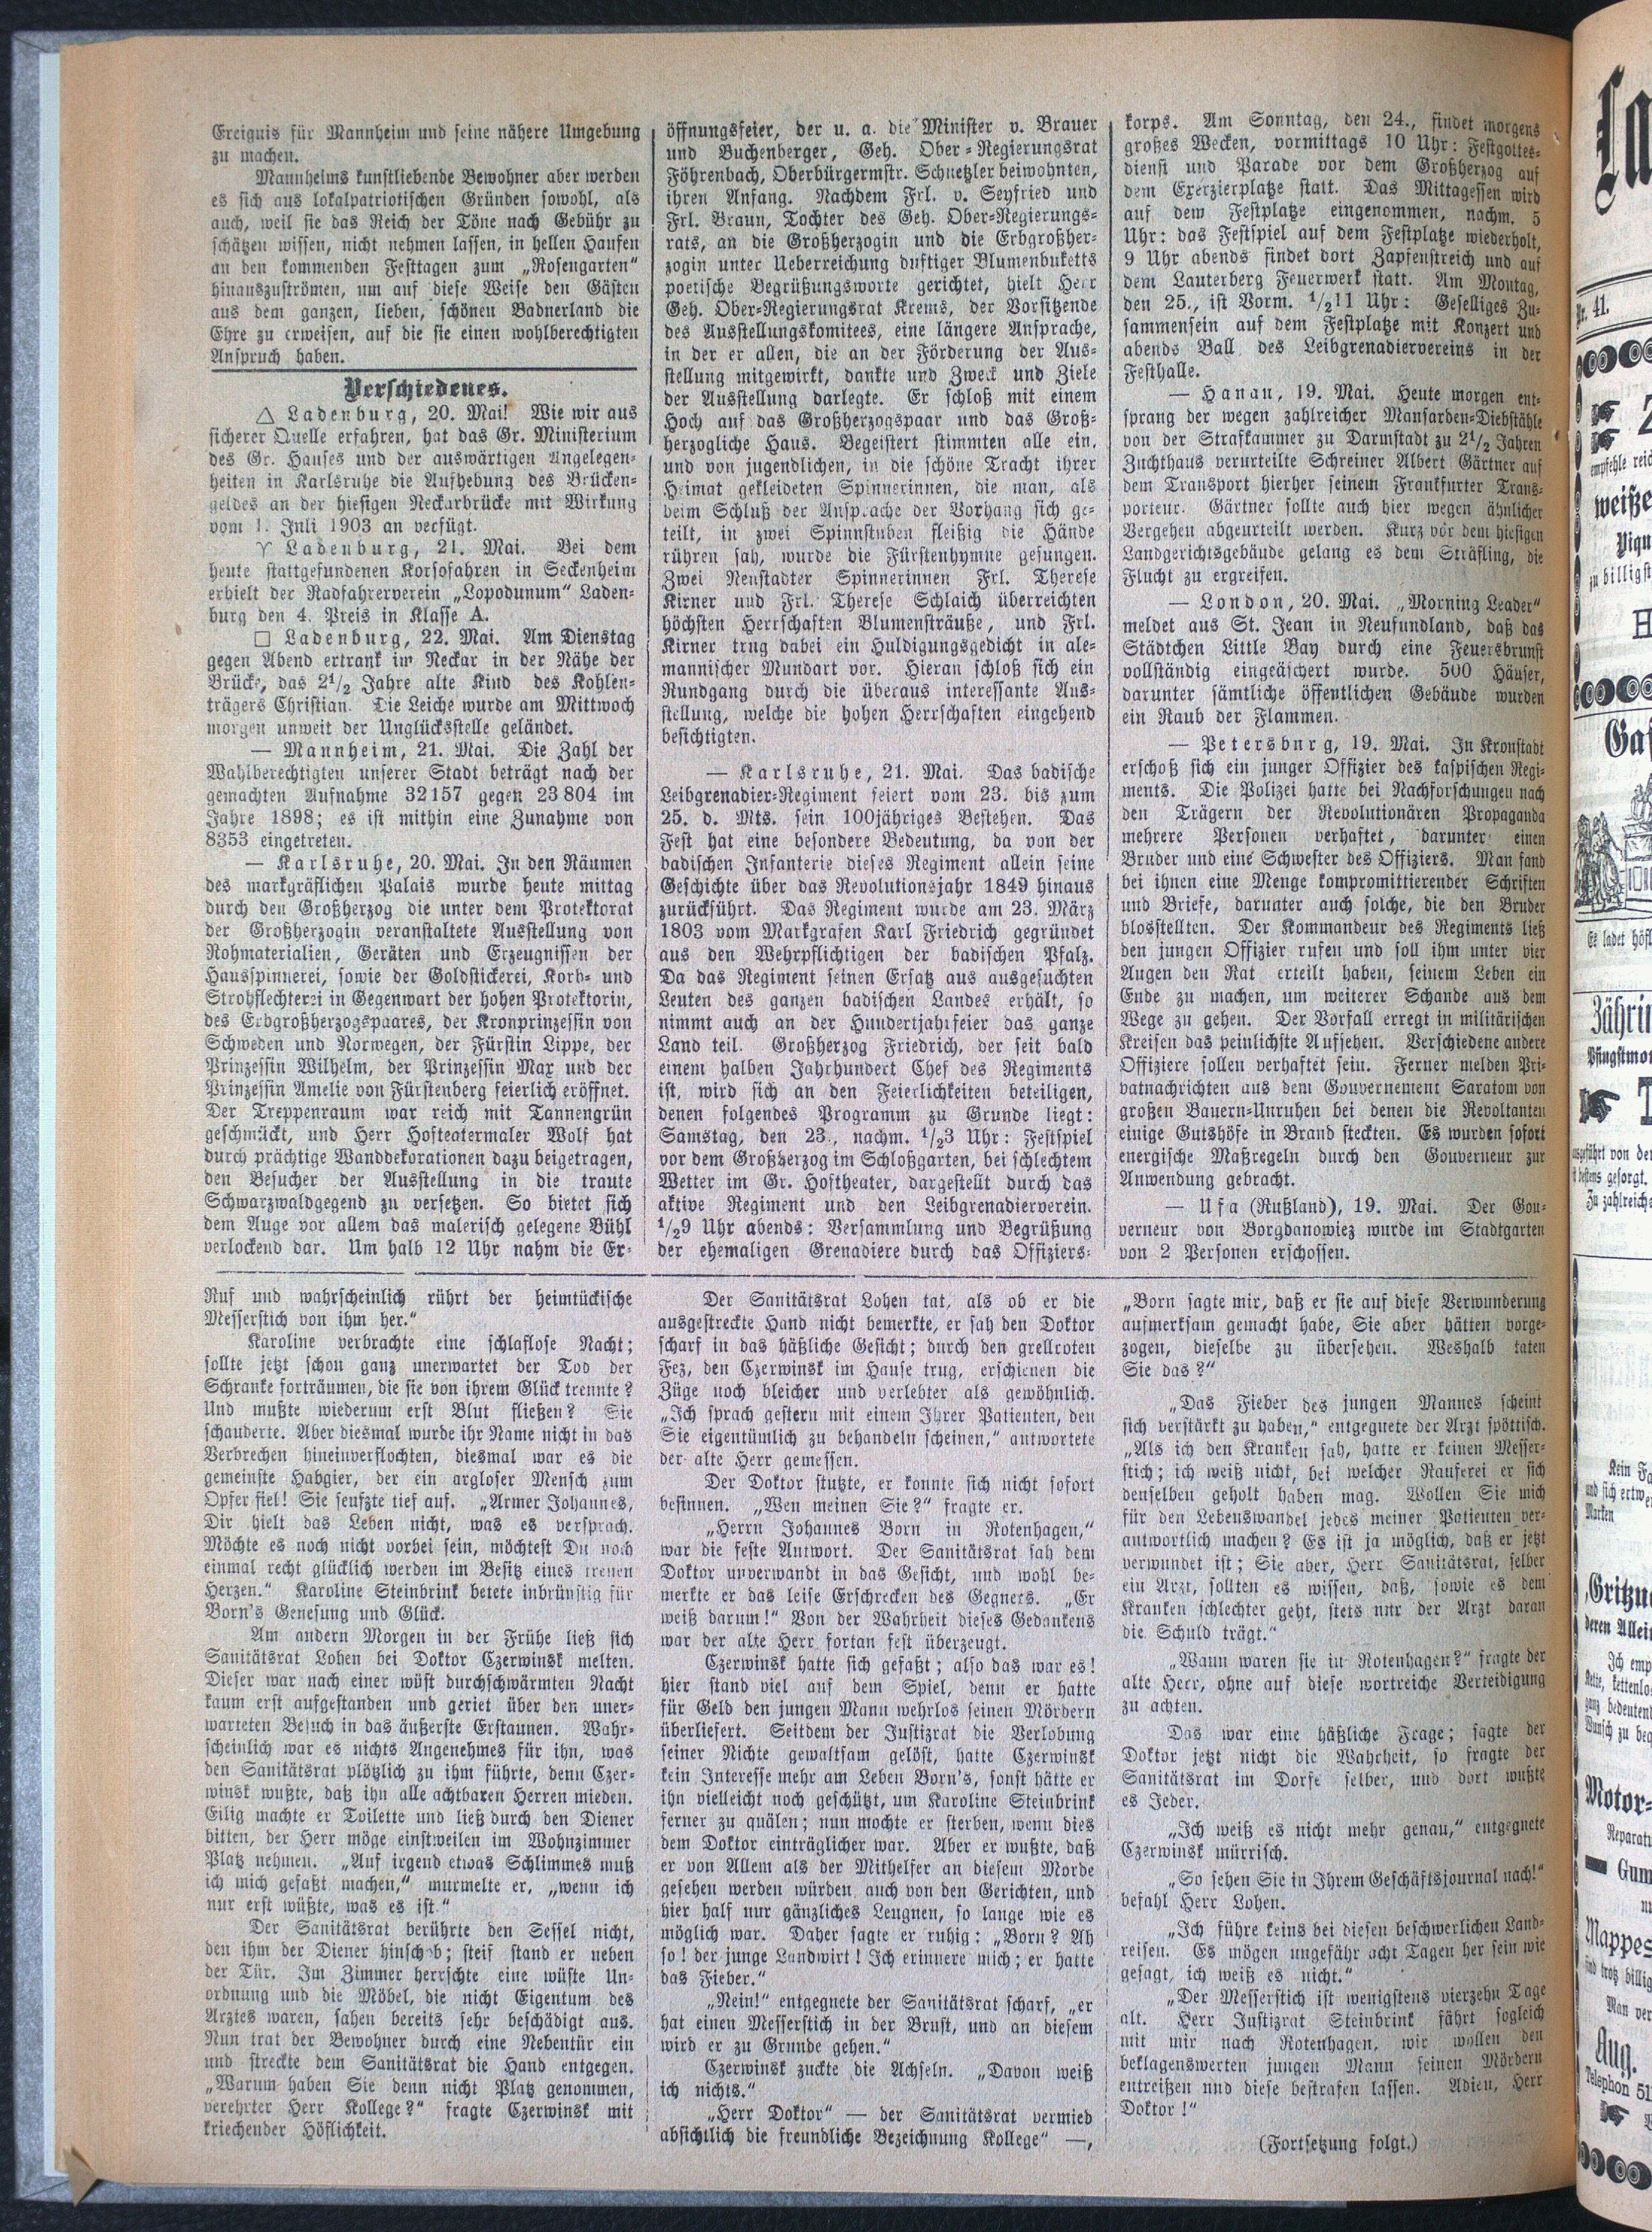 Ereignis für Mannheim und seine nähere Umgebung
zu machen.
Mannheims kunstliebende Bewohner aber werden
es sich aus lokalpatriotischen Gründen sowohl, als
auch, weil sie das Reich der Töne nach Gebühr zu
schätzen wissen, nicht nehmen lassen, in hellen Haufen
an den kommenden Festtagen zum „Rosengarten“
hinauszuströmen, um auf diese Weise den Gästen
aus dem ganzen, lieben, schönen Badnerland die
Ehre zu erweisen, auf die sie einen wohlberechtigten
Anspruch haben.
Verschiedenes.
△ Ladenburg, 20. Mai! Wie wir aus
sicherer Quelle erfahren, hat das Gr. Ministerium
des Gr. Hauses und der auswärtigen Angelegen-
heiten in Karlsruhe die Aufhebung des Brücken-
geldes an der hiesigen Neckarbrücke mit Wirkung
vom 1. Juli 1903 an verfügt.
♈ Ladenburg, 21. Mai. Bei dem
heute stattgefundenen Korsofahren in Seckenheim
erhielt der Radfahrerverein „Lopodunum“ Laden-
burg den 4. Preis in Klasse A.
□ Ladenburg, 22. Mai. Am Dienstag
gegen Abend ertrank im Neckar in der Nähe der
Brücke, das 2½ Jahre alte Kind des Kohlen-
trägers Christian. Die Leiche wurde am Mittwoch
morgen unweit der Unglücksstelle geländet.
— Mannheim, 21. Mai. Die Zahl der
Wahlberechtigten unserer Stadt beträgt nach der
gemachten Aufnahme 32157 gegen 23804 im
Jahre 1898; es ist mithin eine Zunahme von
8353 eingetreten.
— Karlsruhe, 20. Mai. In den Räumen
des markgräflichen Palais wurde heute mittag
durch den Großherzog die unter dem Protektorat
der Großherzogin veranstaltete Ausstellung von
Rohmaterialien, Geräten und Erzeugnissen der
Hausspinnerei, sowie der Goldstickerei, Korb- und
Strohflechterei in Gegenwart der hohen Protektorin,
des Erbgroßherzogspaares, der Kronprinzessin von
Schweden und Norwegen, der Fürstin Lippe, der
Prinzessin Wilhelm, der Prinzessin Max und der
Prinzessin Amelie von Fürstenberg feierlich eröffnet.
Der Treppenraum war reich mit Tannengrün
geschmückt, und Herr Hofteatermaler Wolf hat
durch prächtige Wanddekorationen dazu beigetragen,
den Besucher der Ausstellung in die traute
Schwarzwaldgegend zu versetzen. So bietet sich
dem Auge vor allem das malerisch gelegene Bühl
verlockend dar. Um halb 12 Uhr nahm die Er-
öffnungsfeier, der u. a. die Minister v. Brauer
und Buchenberger, Geh. Ober-Regierungsrat
Föhrenbach, Oberbürgermstr. Schnetzler beiwohnten,
ihren Anfang. Nachdem Frl. v. Seyfried und
Frl. Braun, Tochter des Geh. Ober-Regierungs-
rats, an die Großherzogin und die Erbgroßher-
zogin unter Ueberreichung duftiger Blumenbuketts
poetische Begrüßungsworte gerichtet, hielt Herr
Geh. Ober-Regierungsrat Krems, der Vorsitzende
des Ausstellungskomitees, eine längere Ansprache,
in der er allen, die an der Förderung der Aus-
stellung mitgewirkt, dankte und Zweck und Ziele
der Ausstellung darlegte. Er schloß mit einem
Hoch auf das Großherzogspaar und das Groß-
herzogliche Haus. Begeistert stimmten alle ein,
und von jugendlichen, in die schöne Tracht ihrer
Heimat gekleideten Spinnerinnen, die man, als
beim Schluß der Ansprache der Vorhang sich ge-
teilt, in zwei Spinnstuben fleißig die Hände
rühren sah, wurde die Fürstenhymne gesungen.
Zwei Neustadter Spinnerinnen Frl. Therese
Kirner und Frl. Therese Schlaich überreichten
höchsten Herrschaften Blumensträuße, und Frl.
Kirner trug dabei ein Huldigungsgedicht in ale-
mannischer Mundart vor. Hieran schloß sich ein
Rundgang durch die überaus interessante Aus-
stellung, welche die hohen Herrschaften eingehend
besichtigten.
— Karlsruhe, 21. Mai. Das badische
Leibgrenadier-Regiment feiert vom 23. bis zum
25. d. Mts. sein 100jähriges Bestehen. Das
Fest hat eine besondere Bedeutung, da von der
badischen Infanterie dieses Regiment allein seine
Geschichte über das Revolutionsjahr 1849 hinaus
zurückführt. Das Regiment wurde am 23. März
1803 vom Markgrafen Karl Friedrich gegründet
aus den Wehrpflichtigen der badischen Pfalz.
Da das Regiment seinen Ersatz aus ausgesuchten
Leuten des ganzen badischen Landes erhält, so
nimmt auch an der Hundertjahrfeier das ganze
Land teil. Großherzog Friedrich, der seit bald
einem halben Jahrhundert Chef des Regiments
ist, wird sich an den Feierlichkeiten beteiligen,
denen folgendes Programm zu Grunde liegt:
Samstag, den 23., nachm. ½3 Uhr: Festspiel
vor dem Großherzog im Schloßgarten, bei schlechtem
Wetter im Gr. Hoftheater, dargestellt durch das
aktive Regiment und den Leibgrenadierverein.
½9 Uhr abends: Versammlung und Begrüßung
der ehemaligen Grenadiere durch das Offiziers-
korps. Am Sonntag, den 24., findet morgens
großes Wecken, vormittags 10 Uhr: Festgottes-
dienst und Parade vor dem Großherzog auf
dem Exerzierplatze statt. Das Mittagessen wird
auf dem Festplatze eingenommen, nachm. 5
Uhr: das Festspiel auf dem Festplatze wiederholt,
9 Uhr abends findet dort Zapfenstreich und auf
dem Lauterberg Feuerwerk statt. Am Montag,
den 25., ist Vorm. ½11 Uhr: Geselliges Zu-
sammensein auf dem Festplatze mit Konzert und
abends Ball des Leibgrenadiervereins in der
Festhalle.
— Hanau, 19. Mai. Heute morgen ent-
sprang der wegen zahlreicher Mansarden-Diebstähle
von der Strafkammer zu Darmstadt zu 2½ Jahren
Zuchthaus verurteilte Schreiner Albert Gärtner auf
dem Transport hierher seinem Frankfurter Trans-
porteur. Gärtner sollte auch hier wegen ähnlicher
Vergehen abgeurteilt werden. Kurz vor dem hiesigen
Landgerichtsgebäude gelang es dem Sträfling, die
Flucht zu ergreifen.
— London, 20. Mai. „Morning Leader“
meldet aus St. Jean in Neufundland, daß das
Städtchen Little Bay durch eine Feuersbrunst
vollständig eingeäschert wurde. 500 Häuser,
darunter sämtliche öffentlichen Gebäude wurden
ein Raub der Flammen.
— Petersburg, 19. Mai. In Kronstadt
erschoß sich ein junger Offizier des kaspischen Regi-
ments. Die Polizei hatte bei Nachforschungen nach
den Trägern der Revolutionären Propaganda
mehrere Personen verhaftet, darunter einen
Bruder und eine Schwester des Offiziers. Man fand
bei ihnen eine Menge kompromittierender Schriften
und Briefe, darunter auch solche, die den Bruder
blosstellten. Der Kommandeur des Regiments ließ
den jungen Offizier rufen und soll ihm unter vier
Augen den Rat erteilt haben, seinem Leben ein
Ende zu machen, um weiterer Schande aus dem
Wege zu gehen. Der Vorfall erregt in militärischen
Kreisen das peinlichste Aufsehen. Verschiedene andere
Offiziere sollen verhaftet sein. Ferner melden Pri-
vatnachrichten aus dem Gouvernement Saratow von
großen Bauern-Unruhen bei denen die Revoltanten
einige Gutshöfe in Brand steckten. Es wurden sofort
energische Maßregeln durch den Gouverneur zur
Anwendung gebracht.
— Ufa (Rußland), 19. Mai. Der Gou-
verneur von Borgdanowiez wurde im Stadtgarten
von 2 Personen erschossen.
Ruf und wahrscheinlich rührt der heimtückische
Messerstich von ihm her.“
Karoline verbrachte eine schlaflose Nacht;
sollte jetzt schon ganz unerwartet der Tod der
Schranke forträumen, die sie von ihrem Glück trennte?
Und mußte wiederum erst Blut fließen? Sie
schauderte. Aber diesmal wurde ihr Name nicht in das
Verbrechen hineinverflochten, diesmal war es die
gemeinste Habgier, der ein argloser Mensch zum
Opfer fiel! Sie seufzte tief auf. „Armer Johannes,
Dir hielt das Leben nicht, was es versprach.
Möchte es noch nicht vorbei sein, möchtest Du noch
einmal recht glücklich werden im Besitz eines treuen
Herzen.“ Karoline Steinbrink betete inbrünstig für
Born's Genesung und Glück.
Am andern Morgen in der Frühe ließ sich
Sanitätsrat Lohen bei Doktor Czerwinsk melten.
Dieser war nach einer wüst durchschwärmten Nacht
kaum erst aufgestanden und geriet über den uner-
warteten Besuch in das äußerste Erstaunen. Wahr-
scheinlich war es nichts Angenehmes für ihn, was
den Sanitätsrat plötzlich zu ihm führte, denn Czer-
winsk wußte, daß ihn alle achtbaren Herren mieden.
Eilig machte er Toilette und ließ durch den Diener
bitten, der Herr möge einstweilen im Wohnzimmer
Platz nehmen. „Auf irgend etwas Schlimmes muß
ich mich gefaßt machen,“ murmelte er, „wenn ich
nur erst wüßte, was es ist.“
Der Sanitätsrat berührte den Sessel nicht,
den ihm der Diener hinschob; steif stand er neben
der Tür. Im Zimmer herrschte eine wüste Un-
ordnung und die Möbel, die nicht Eigentum des
Arztes waren, sahen bereits sehr beschädigt aus.
Nun trat der Bewohner durch eine Nebentür ein
und streckte dem Sanitätsrat die Hand entgegen.
„Warum haben Sie denn nicht Platz genommen,
verehrter Herr Kollege?“ fragte Czerwinsk mit
kriechender Höflichkeit.
Der Sanitätsrat Lohen tat, als ob er die
ausgestreckte Hand nicht bemerkte, er sah den Doktor
scharf in das häßliche Gesicht; durch den grellroten
Fez, den Czerwinsk im Hause trug, erschienen die
Züge noch bleicher und verlebter als gewöhnlich.
„Ich sprach gestern mit einem Ihrer Patienten, den
Sie eigentümlich zu behandeln scheinen,“ antwortete
der alte Herr gemessen.
Der Doktor stutzte, er konnte sich nicht sofort
besinnen. „Wen meinen Sie?“ fragte er.
„Herrn Johannes Born in Rotenhagen,“
war die feste Antwort. Der Sanitätsrat sah dem
Doktor unverwandt in das Gesicht, und wohl be-
merkte er das leise Erschrecken des Gegners. „Er
weiß darum!“ Von der Wahrheit dieses Gedankens
war der alte Herr fortan fest überzeugt.
Czerwinsk hatte sich gefaßt; also das war es!
hier stand viel auf dem Spiel, denn er hatte
für Geld den jungen Mann wehrlos seinen Mördern
überliefert. Seitdem der Justizrat die Verlobung
seiner Nichte gewaltsam gelöst, hatte Czerwinsk
kein Interesse mehr am Leben Born's, sonst hätte er
ihn vielleicht noch geschützt, um Karoline Steinbrink
ferner zu quälen; nun mochte er sterben, wenn dies
dem Doktor einträglicher war. Aber er wußte, daß
er von Allem als der Mithelfer an diesem Morde
gesehen werden würden auch von den Gerichten, und
hier half nur gänzliches Leugnen, so lange wie es
möglich war. Daher sagte er ruhig: „Born? Ah
so! der junge Landwirt! Ich erinnere mich; er hatte
das Fieber.“
„Nein!“ entgegnete der Sanitätsrat scharf, „er
hat einen Messerstich in der Brust, und an diesem
wird er zu Grunde gehen.“
Czerwinsk zuckte die Achseln. „Davon weiß
ich nichts.“
„Herr Doktor“ — der Sanitätsrat vermied
absichtlich die freundliche Bezeichnung Kollege“ —,
„Born sagte mir, daß er sie auf diese Verwunderung
aufmerksam gemacht habe, Sie aber hätten vorge-
zogen, dieselbe zu übersehen. Weshalb taten
Sie das?“
„Das Fieber des jungen Mannes scheint
sich verstärkt zu haben,“ entgegnete der Arzt spöttisch.
„Als ich den Kranken sah, hatte er keinen Messer-
stich; ich weiß nicht, bei welcher Rauferei er sich
denselben geholt haben mag. Wollen Sie mich
für den Lebenswandel jedes meiner Patienten ver-
antwortlich machen? Es ist ja möglich, daß er jetzt
verwundet ist; Sie aber, Herr Sanitätsrat, selber
ein Arzt, sollten es wissen, daß, sowie es dem
Kranken schlechter geht, stets nur der Arzt daran
die Schuld trägt.“
„Wann waren sie in Rotenhagen?“ fragte der
alte Herr, ohne auf diese wortreiche Verteidigung
zu achten.
Das war eine häßliche Frage; sagte der
Doktor jetzt nicht die Wahrheit, so fragte der
Sanitätsrat im Dorfe selber, und dort wußte
es Jeder.
„Ich weiß es nicht mehr genau,“ entgegnete
Czerwinsk mürrisch.
„So sehen Sie in Ihrem Geschäftsjournal nach!“
befahl Herr Lohen.
„Ich führe keins bei diesen beschwerlichen Land-
reisen. Es mögen ungefähr acht Tagen her sein wie
gesagt, ich weiß es nicht.“
„Der Messerstich ist wenigstens vierzehn Tage
alt. Herr Justizrat Steinbrink fährt sogleich
mit mir nach Rotenhagen, wir wollen den
beklagenswerten jungen Mann seinen Mördern
entreißen und diese bestrafen lassen. Adieu, Herr
Doktor!“
(Fortsetzung folgt.)
Nr. 41.
empfehle
weiße
Es ladet
Kein
Marken
deren
Motor-
Aug.
Telephon